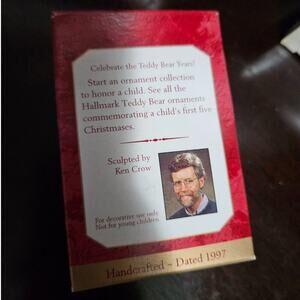 Celebrate the Teddy Bear Years!
Start an ornament collection
to honor a child. See all the
Hallmark Teddy Bear ornaments
commemorating a child's first five
Christmases.
Sculpted by
Ken Crow
For decorative use only.
Not for young children.
Handcrafted ~ Dated 1997